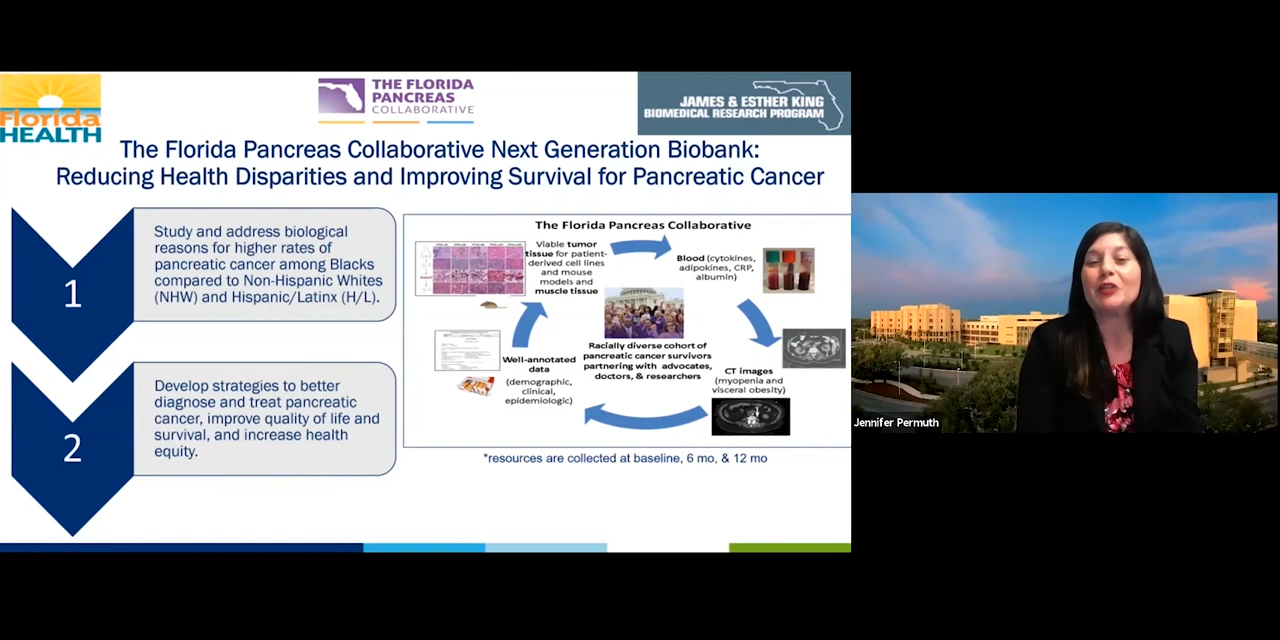 Florida
HEALTH
THE FLORIDA
PANCREAS
COLLABORATIVE
JAMES & ESTHER KING
BIOMEDICAL RESEARCH PROGRAM
The Florida Pancreas Collaborative Next Generation Biobank:
Reducing Health Disparities and Improving Survival for Pancreatic Cancer
1
Study and address biological
reasons for higher rates of
pancreatic cancer among Blacks
compared to Non-Hispanic Whites
(NHW) and Hispanic/Latinx (H/L).
2
Develop strategies to better
diagnose and treat pancreatic
cancer, improve quality of life and
survival, and increase health
equity.
The Florida Pancreas Collaborative
Viable tumor
tissue for patient-
derived cell lines
and mouse
models and
muscle tissue
Blood (cytokines,
adipokines, CRP,
albumin)
Racially diverse cohort of
pancreatic cancer survivors
partnering with advocates,
doctors, & researchers
Well-annotated
data
(demographic,
clinical,
epidemiologic)
CT images
(myopenia and
visceral obesity)
*resources are collected at baseline, 6 mo, & 12 mo
Jennifer Permuth